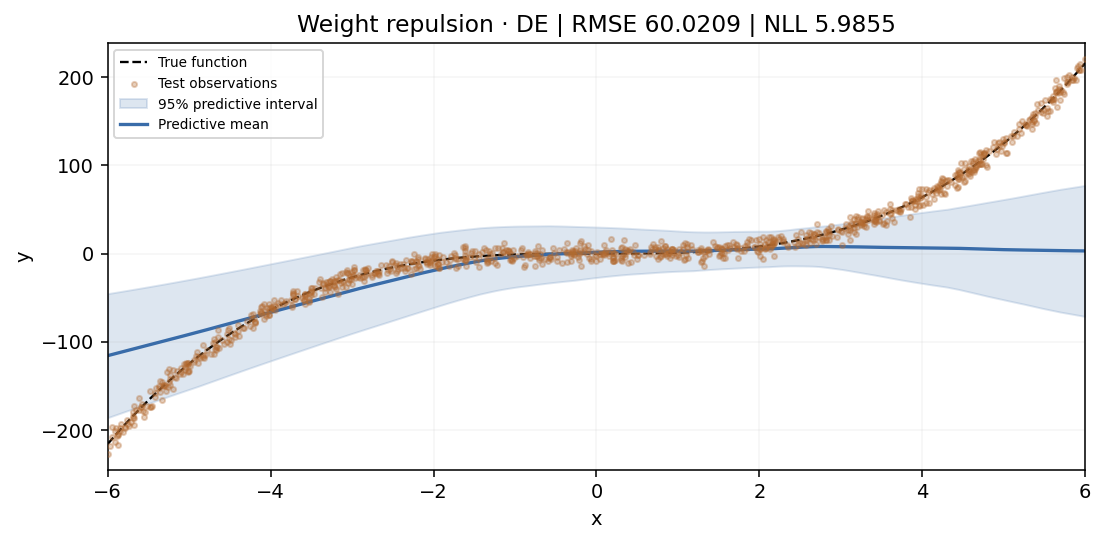 Weight repulsion · DE | RMSE 60.0209 | NLL 5.9855
True function
Test observations
95% predictive interval
Predictive mean
200
100
0
−100
−200
y
−6
−4
−2
0
2
4
6
x